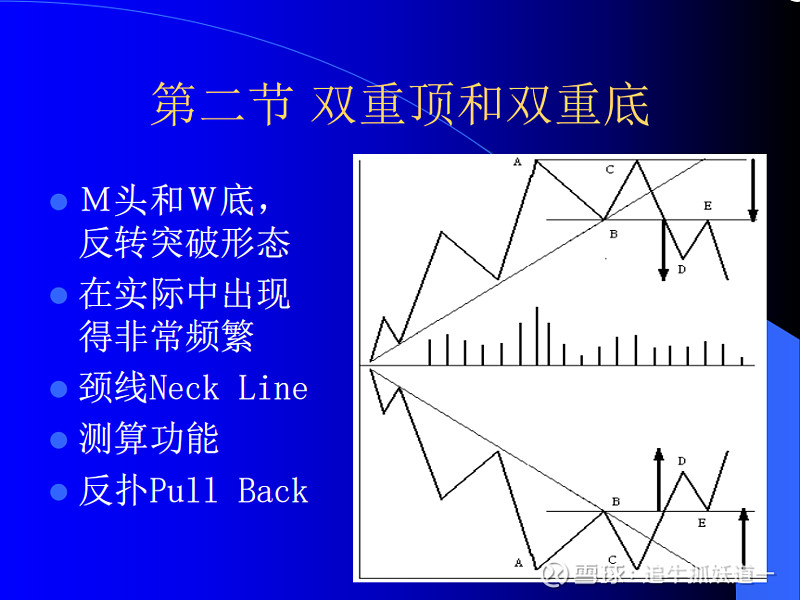 第二节 双重顶和双重底
M头和W底，
反转突破形态
在实际中出现
得非常频繁
颈线Neck Line
测算功能
反扑Pull Back
A
C
E
B
D
D
B
E
C
A
雪球：追牛抓妖道一